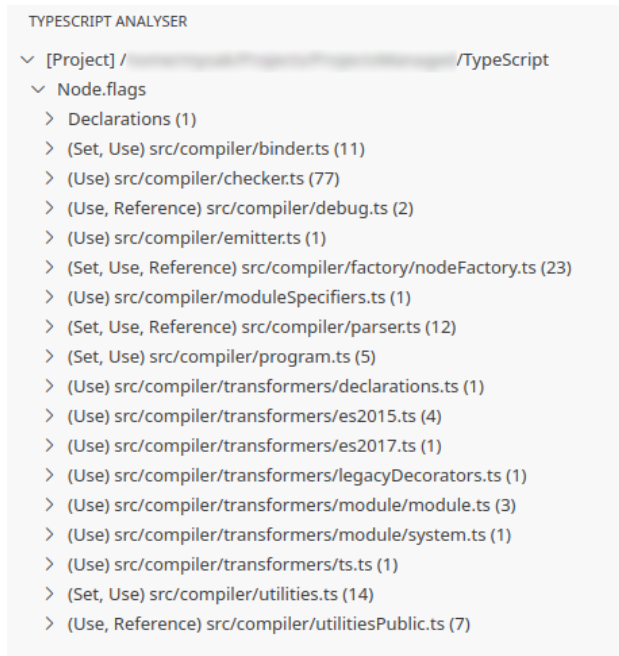 TYPESCRIPT ANALYSER
[Project] / /TypeScript
Node.flags
Declarations (1)
(Set, Use) src/compiler/binder.ts (11)
(Use) src/compiler/checker.ts (77)
(Use, Reference) src/compiler/debug.ts (2)
(Use) src/compiler/emitter.ts (1)
(Set, Use, Reference) src/compiler/factory/nodeFactory.ts (23)
(Use) src/compiler/moduleSpecifiers.ts (1)
(Set, Use, Reference) src/compiler/parser.ts (12)
(Set, Use) src/compiler/program.ts (5)
(Use) src/compiler/transformers/declarations.ts (1)
(Use) src/compiler/transformers/es2015.ts (4)
(Use) src/compiler/transformers/es2017.ts (1)
(Use) src/compiler/transformers/legacyDecorators.ts (1)
(Use) src/compiler/transformers/module/module.ts (3)
(Use) src/compiler/transformers/module/system.ts (1)
(Use) src/compiler/transformers/ts.ts (1)
(Set, Use) src/compiler/utilities.ts (14)
(Use, Reference) src/compiler/utilitiesPublic.ts (7)